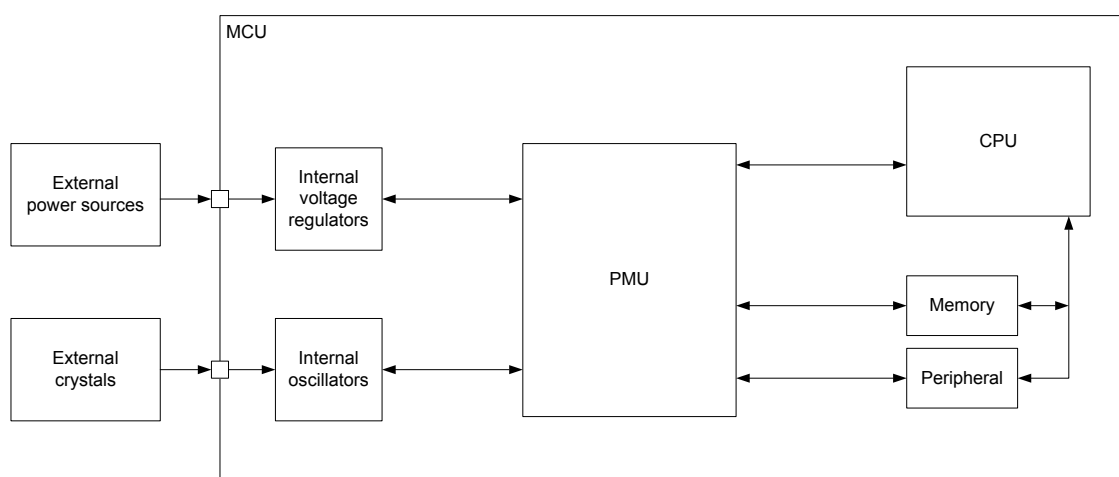 MCU
CPU
External
power sources
Internal
voltage
regulators
PMU
Memory
External
crystals
Internal
oscillators
Peripheral